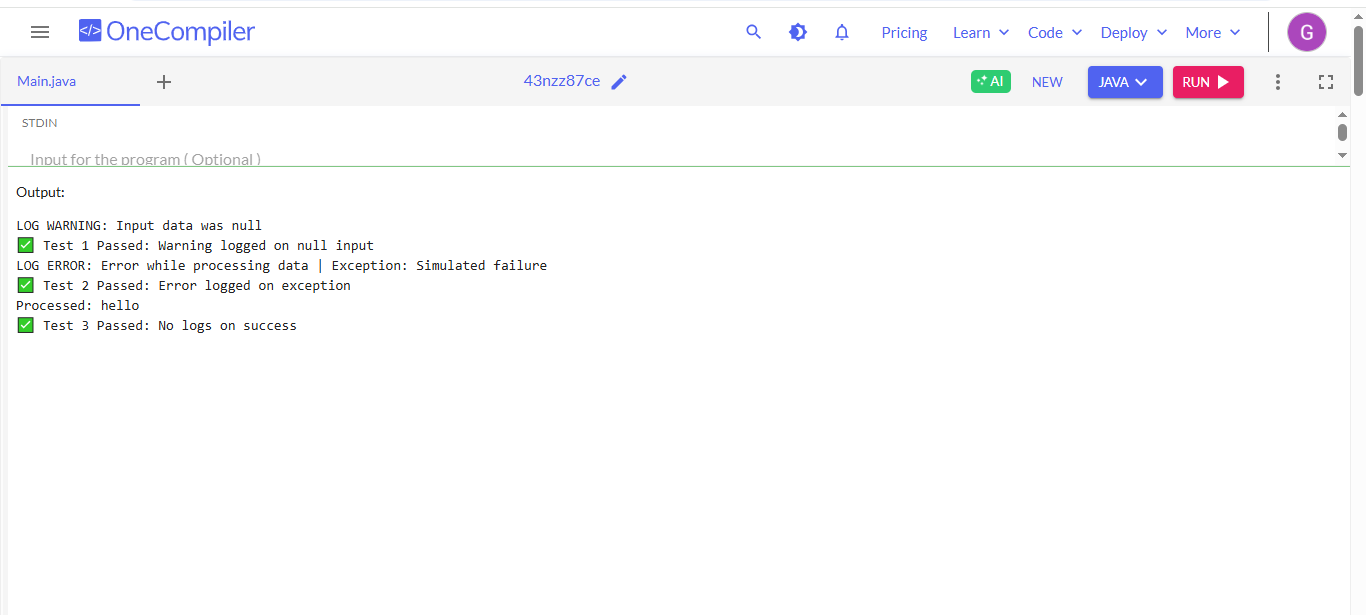 OneCompiler
Pricing Learn Code Deploy More G
Main.java 43nzz87ce AI NEW JAVA RUN
STDIN
Input for the program ( Optional )
Output:
LOG WARNING: Input data was null
✅ Test 1 Passed: Warning logged on null input
LOG ERROR: Error while processing data | Exception: Simulated failure
✅ Test 2 Passed: Error logged on exception
Processed: hello
✅ Test 3 Passed: No logs on success